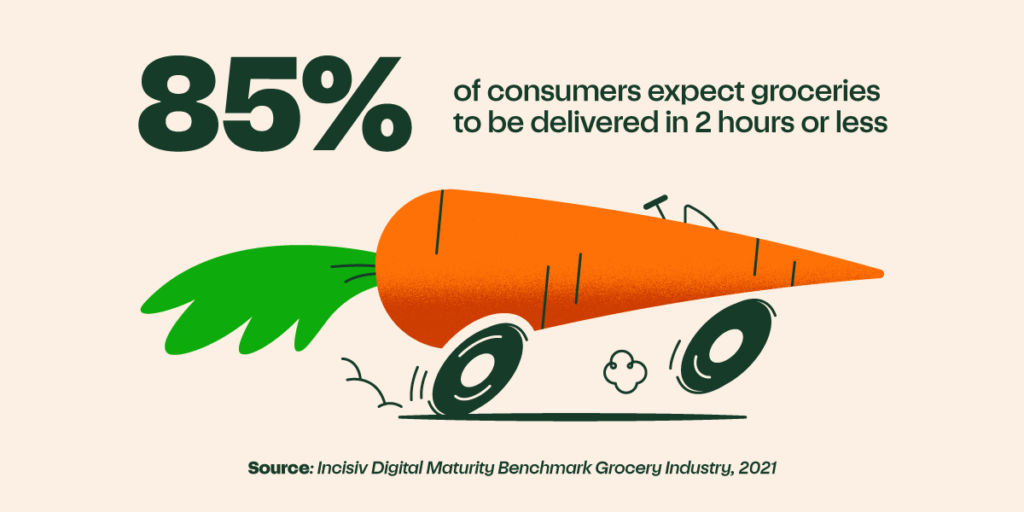 85%
of consumers expect groceries
to be delivered in 2 hours or less
Source: Incisiv Digital Maturity Benchmark Grocery Industry, 2021